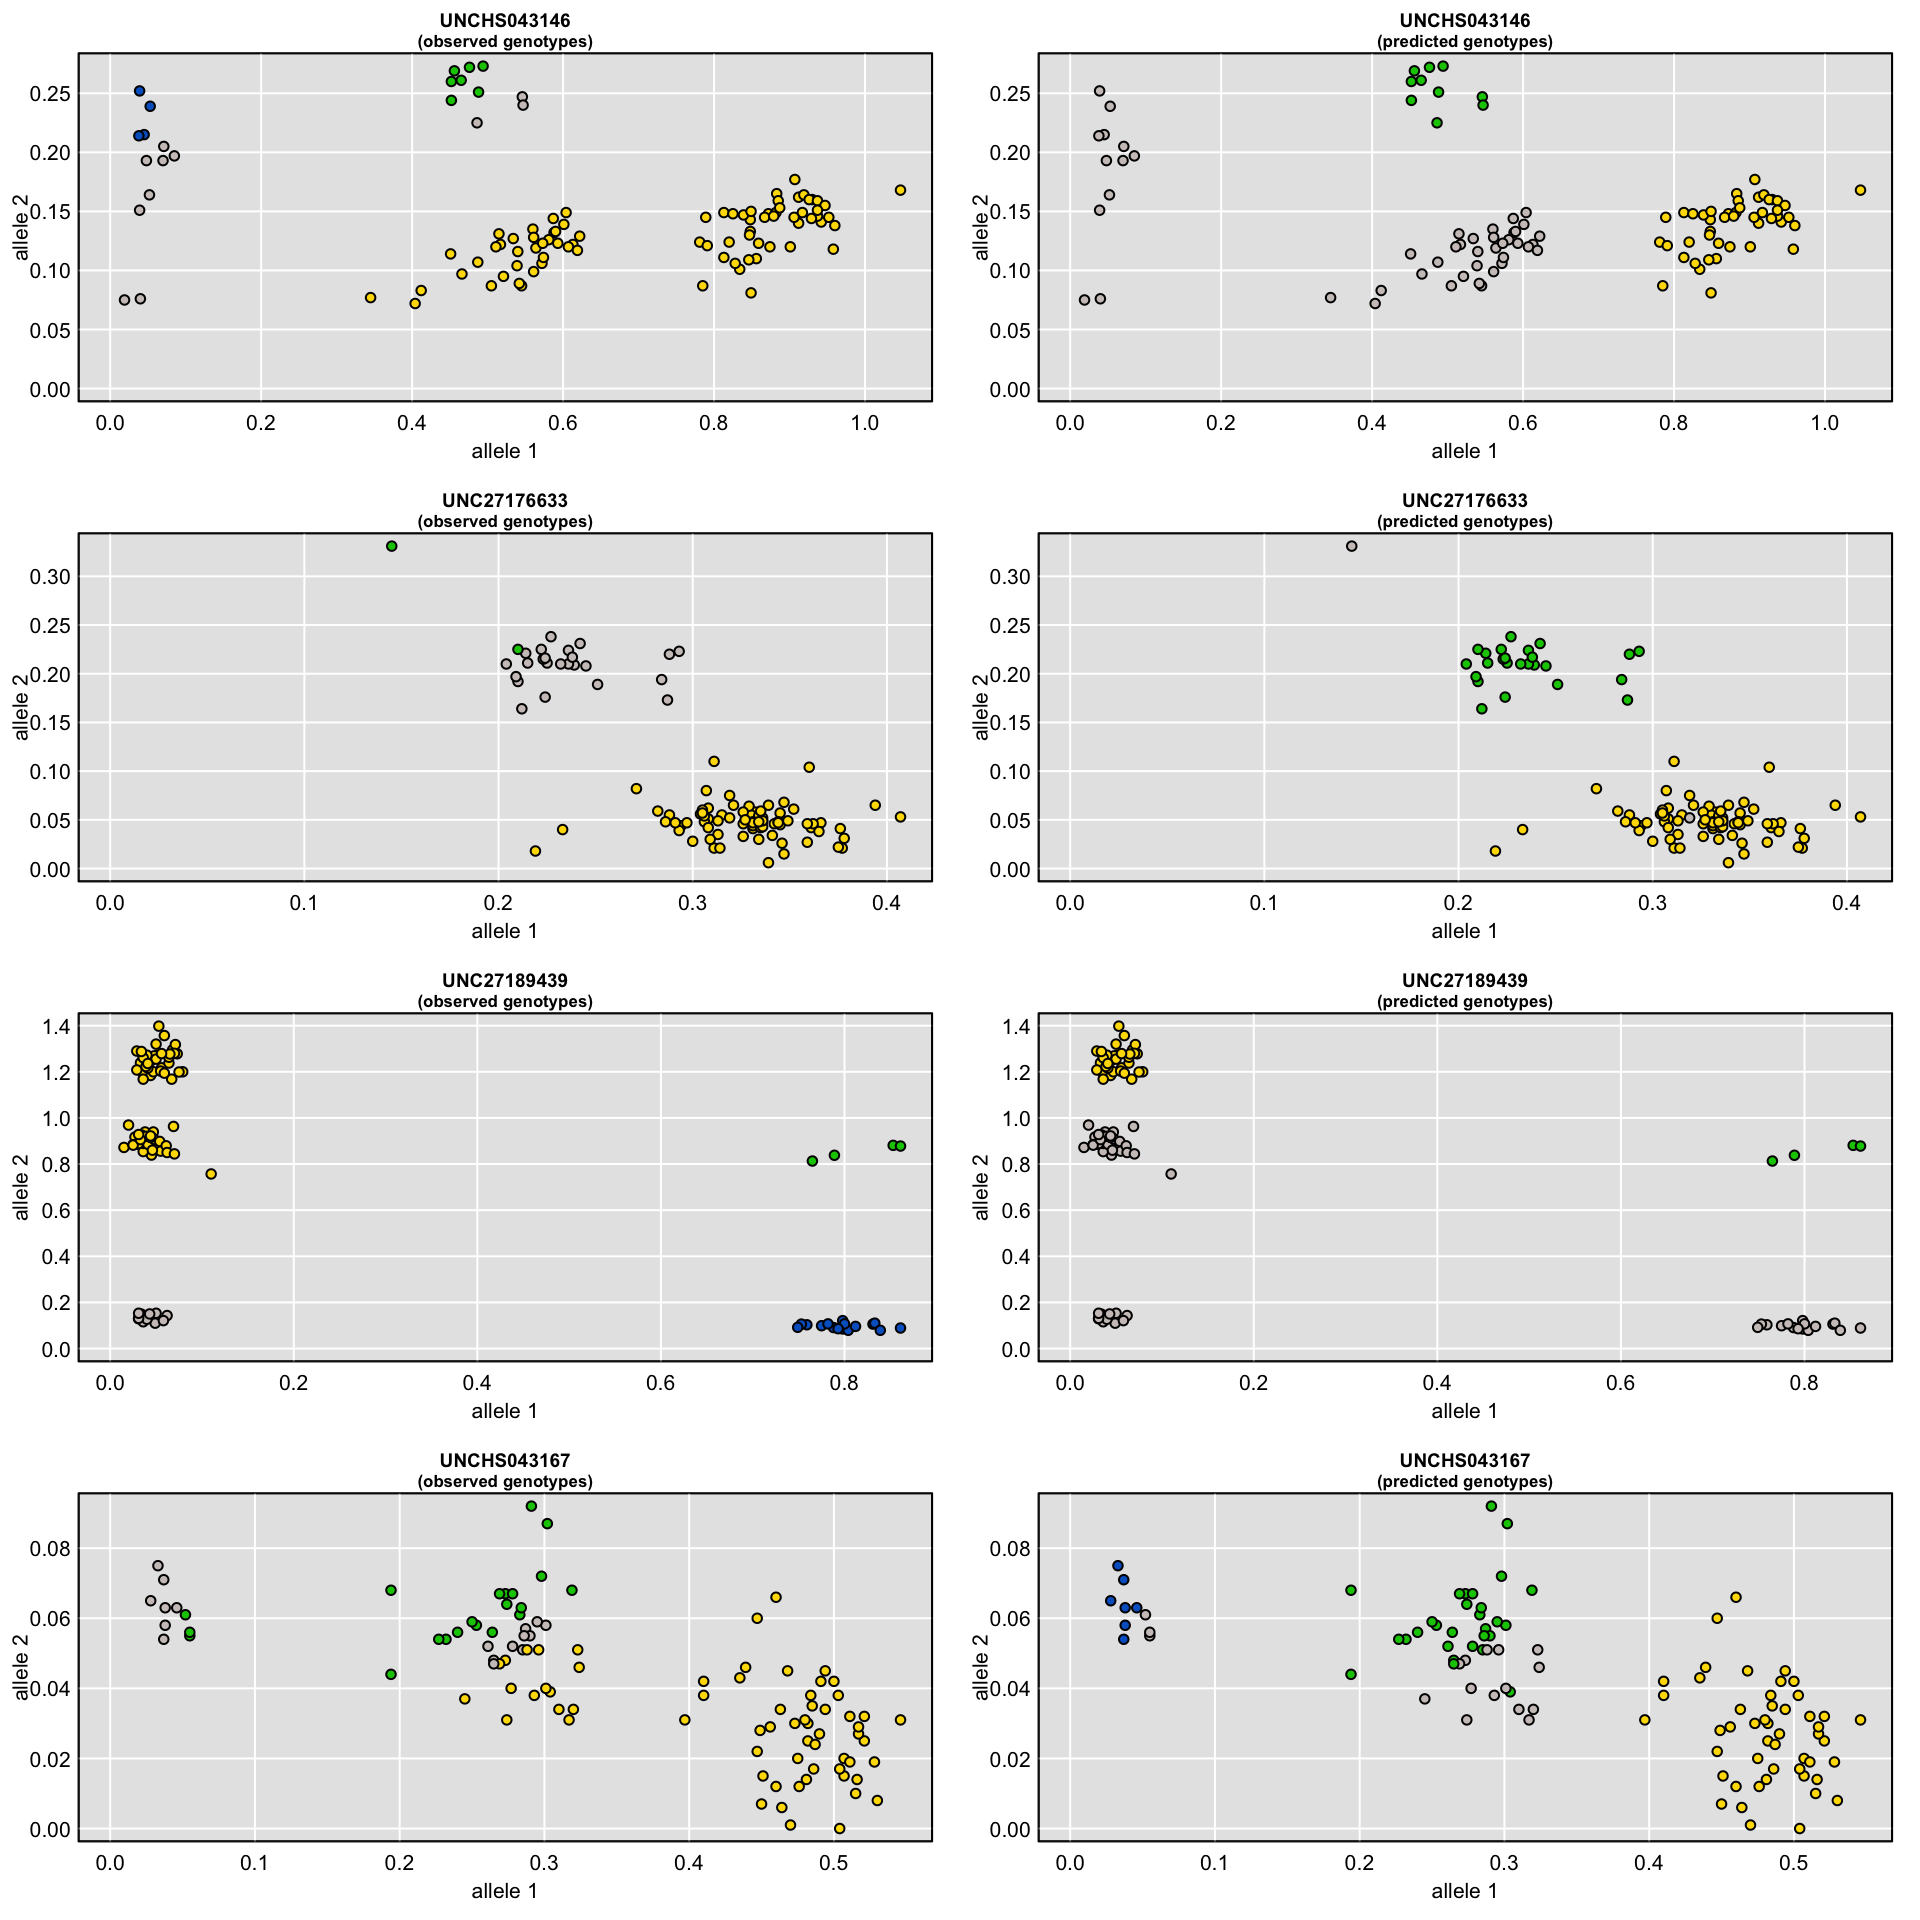 UNCHS043146
(observed genotypes)
allele 2
0.25
0.20
0.15
0.10
0.05
0.00
0.0 0.2 0.4 0.6 0.8 1.0
allele 1
UNCHS043146
(predicted genotypes)
allele 2
0.25
0.20
0.15
0.10
0.05
0.00
0.0 0.2 0.4 0.6 0.8 1.0
allele 1
UNC27176633
(observed genotypes)
allele 2
0.30
0.25
0.20
0.15
0.10
0.05
0.00
0.0 0.1 0.2 0.3 0.4
allele 1
UNC27176633
(predicted genotypes)
allele 2
0.30
0.25
0.20
0.15
0.10
0.05
0.00
0.0 0.1 0.2 0.3 0.4
allele 1
UNC27189439
(observed genotypes)
allele 2
1.4
1.2
1.0
0.8
0.6
0.4
0.2
0.0
0.0 0.2 0.4 0.6 0.8
allele 1
UNC27189439
(predicted genotypes)
allele 2
1.4
1.2
1.0
0.8
0.6
0.4
0.2
0.0
0.0 0.2 0.4 0.6 0.8
allele 1
UNCHS043167
(observed genotypes)
allele 2
0.08
0.06
0.04
0.02
0.00
0.0 0.1 0.2 0.3 0.4 0.5
allele 1
UNCHS043167
(predicted genotypes)
allele 2
0.08
0.06
0.04
0.02
0.00
0.0 0.1 0.2 0.3 0.4 0.5
allele 1